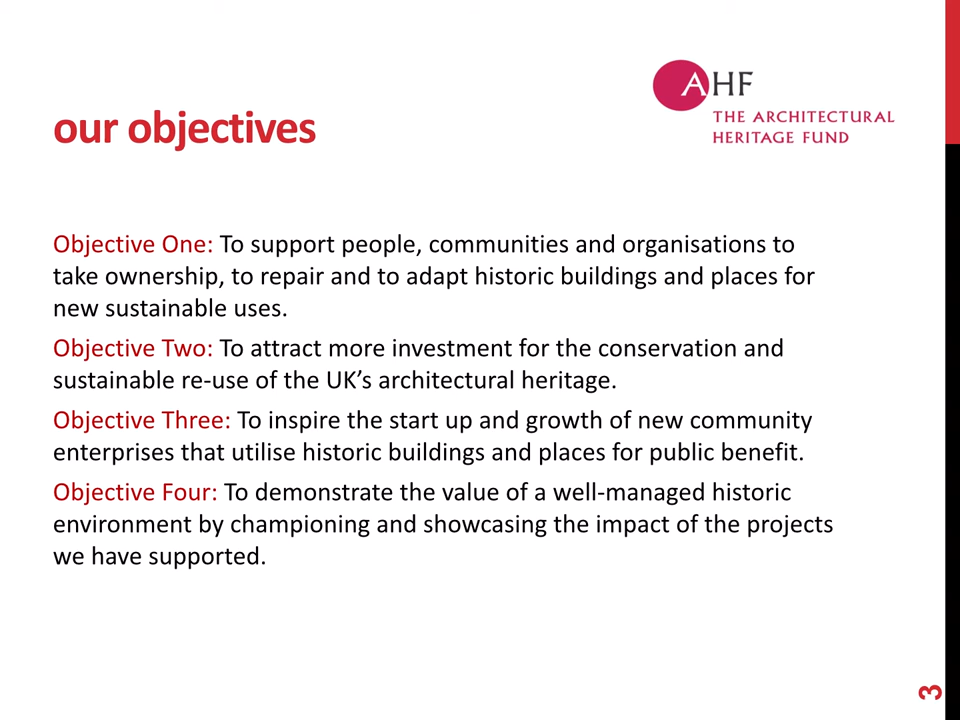 AHF
THE ARCHITECTURAL
HERITAGE FUND
our objectives
Objective One: To support people, communities and organisations to
take ownership, to repair and to adapt historic buildings and places for
new sustainable uses.
Objective Two: To attract more investment for the conservation and
sustainable re-use of the UK’s architectural heritage.
Objective Three: To inspire the start up and growth of new community
enterprises that utilise historic buildings and places for public benefit.
Objective Four: To demonstrate the value of a well-managed historic
environment by championing and showcasing the impact of the projects
we have supported.
3